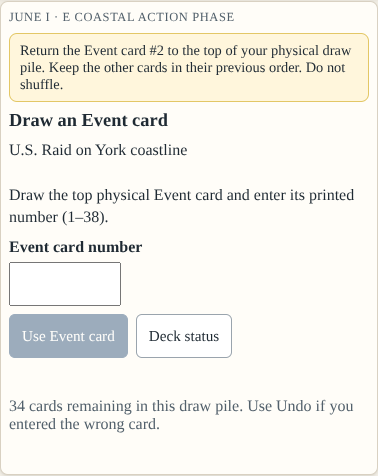 JUNE I · E COASTAL ACTION PHASE
Return the Event card #2 to the top of your physical draw
pile. Keep the other cards in their previous order. Do not
shuffle.
Draw an Event card
U.S. Raid on York coastline
Draw the top physical Event card and enter its printed
number (1–38).
Event card number
Use Event card
Deck status
34 cards remaining in this draw pile. Use Undo if you
entered the wrong card.